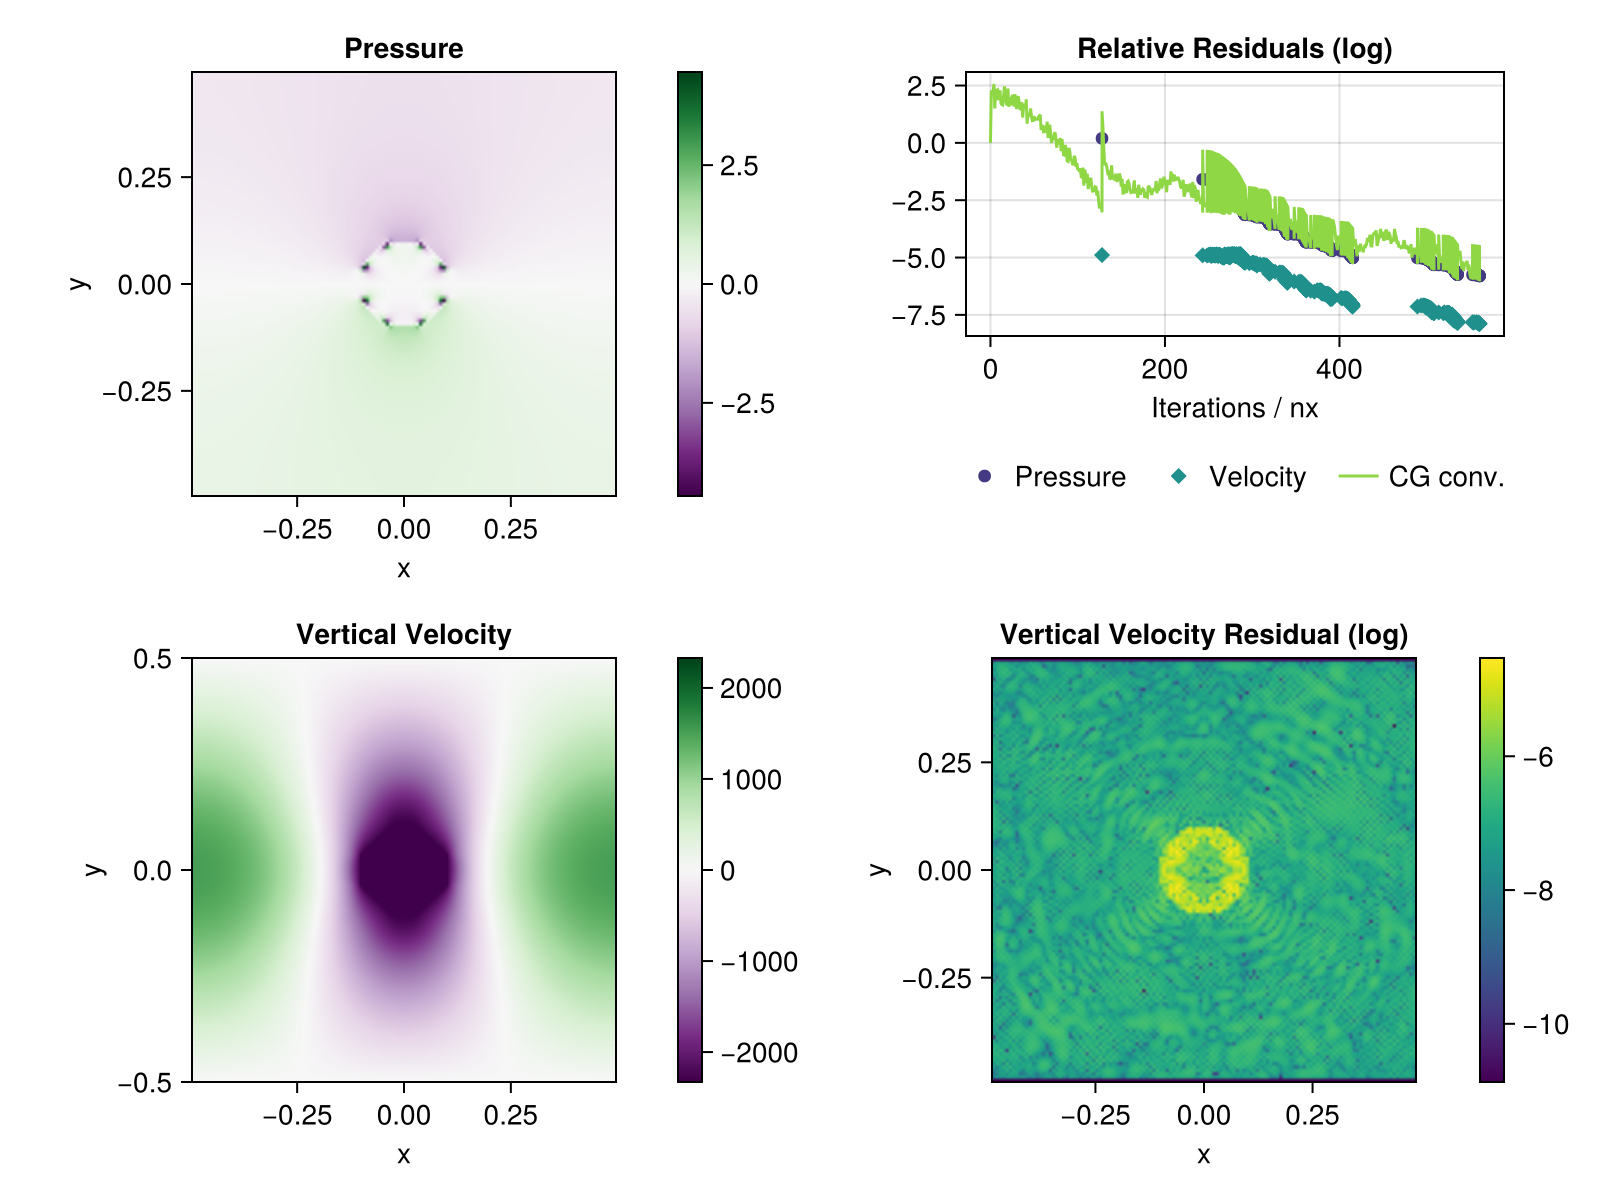 Pressure
0.25
0.00
−0.25
y
−0.25 0.00 0.25
x
2.5
0.0
−2.5
Relative Residuals (log)
2.5
0.0
−2.5
−5.0
−7.5
0 200 400
Iterations / nx
Pressure Velocity CG conv.
Vertical Velocity
0.5
0.0
−0.5
y
−0.25 0.00 0.25
x
2000
1000
0
−1000
−2000
Vertical Velocity Residual (log)
0.25
0.00
−0.25
y
−0.25 0.00 0.25
x
−6
−8
−10